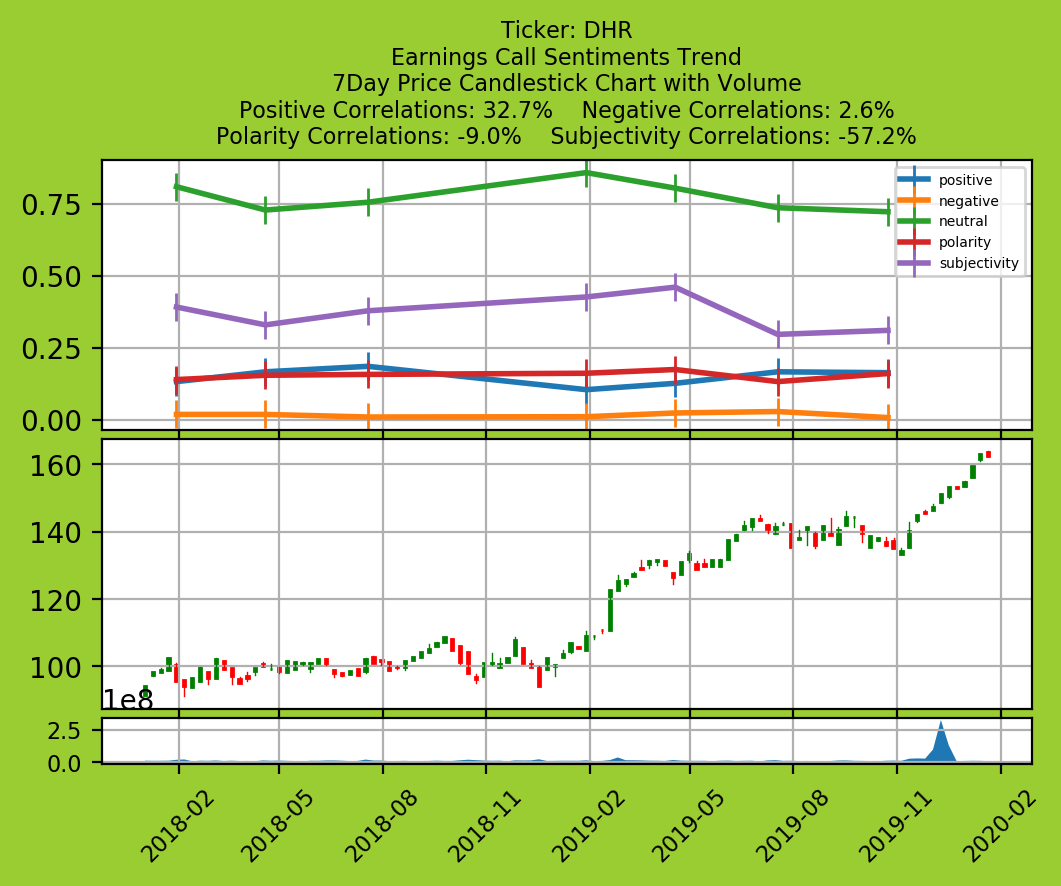 Ticker: DHR
Earnings Call Sentiments Trend
7Day Price Candlestick Chart with Volume
Positive Correlations: 32.7%    Negative Correlations: 2.6%
Polarity Correlations: -9.0%    Subjectivity Correlations: -57.2%
0.75
0.50
0.25
0.00
positive
negative
neutral
polarity
subjectivity
160
140
120
100
1e8
2.5
0.0
2018-02
2018-05
2018-08
2018-11
2019-02
2019-05
2019-08
2019-11
2020-02